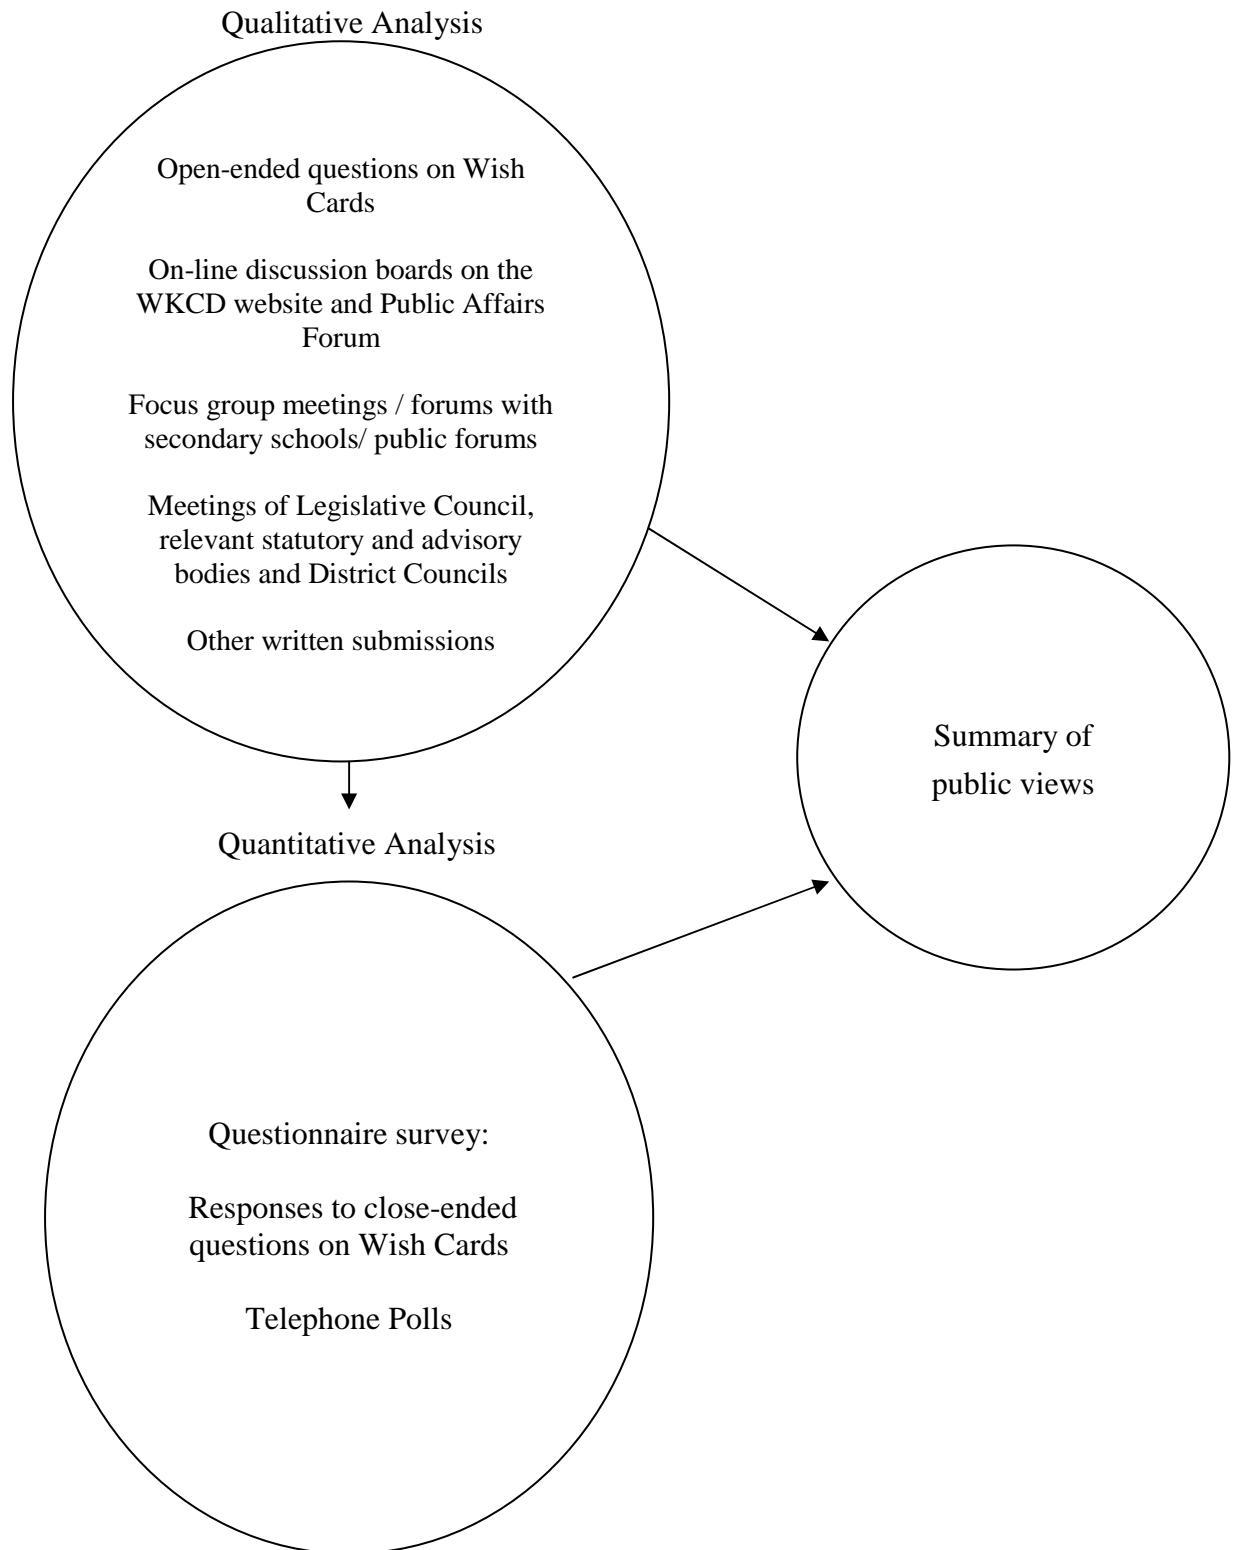 Qualitative Analysis
Open-ended questions on Wish
Cards
On-line discussion boards on the
WKCD website and Public Affairs
Forum
Focus group meetings / forums with
secondary schools/ public forums
Meetings of Legislative Council,
relevant statutory and advisory
bodies and District Councils
Other written submissions
Summary of
public views
Quantitative Analysis
Questionnaire survey:
Responses to close-ended
questions on Wish Cards
Telephone Polls